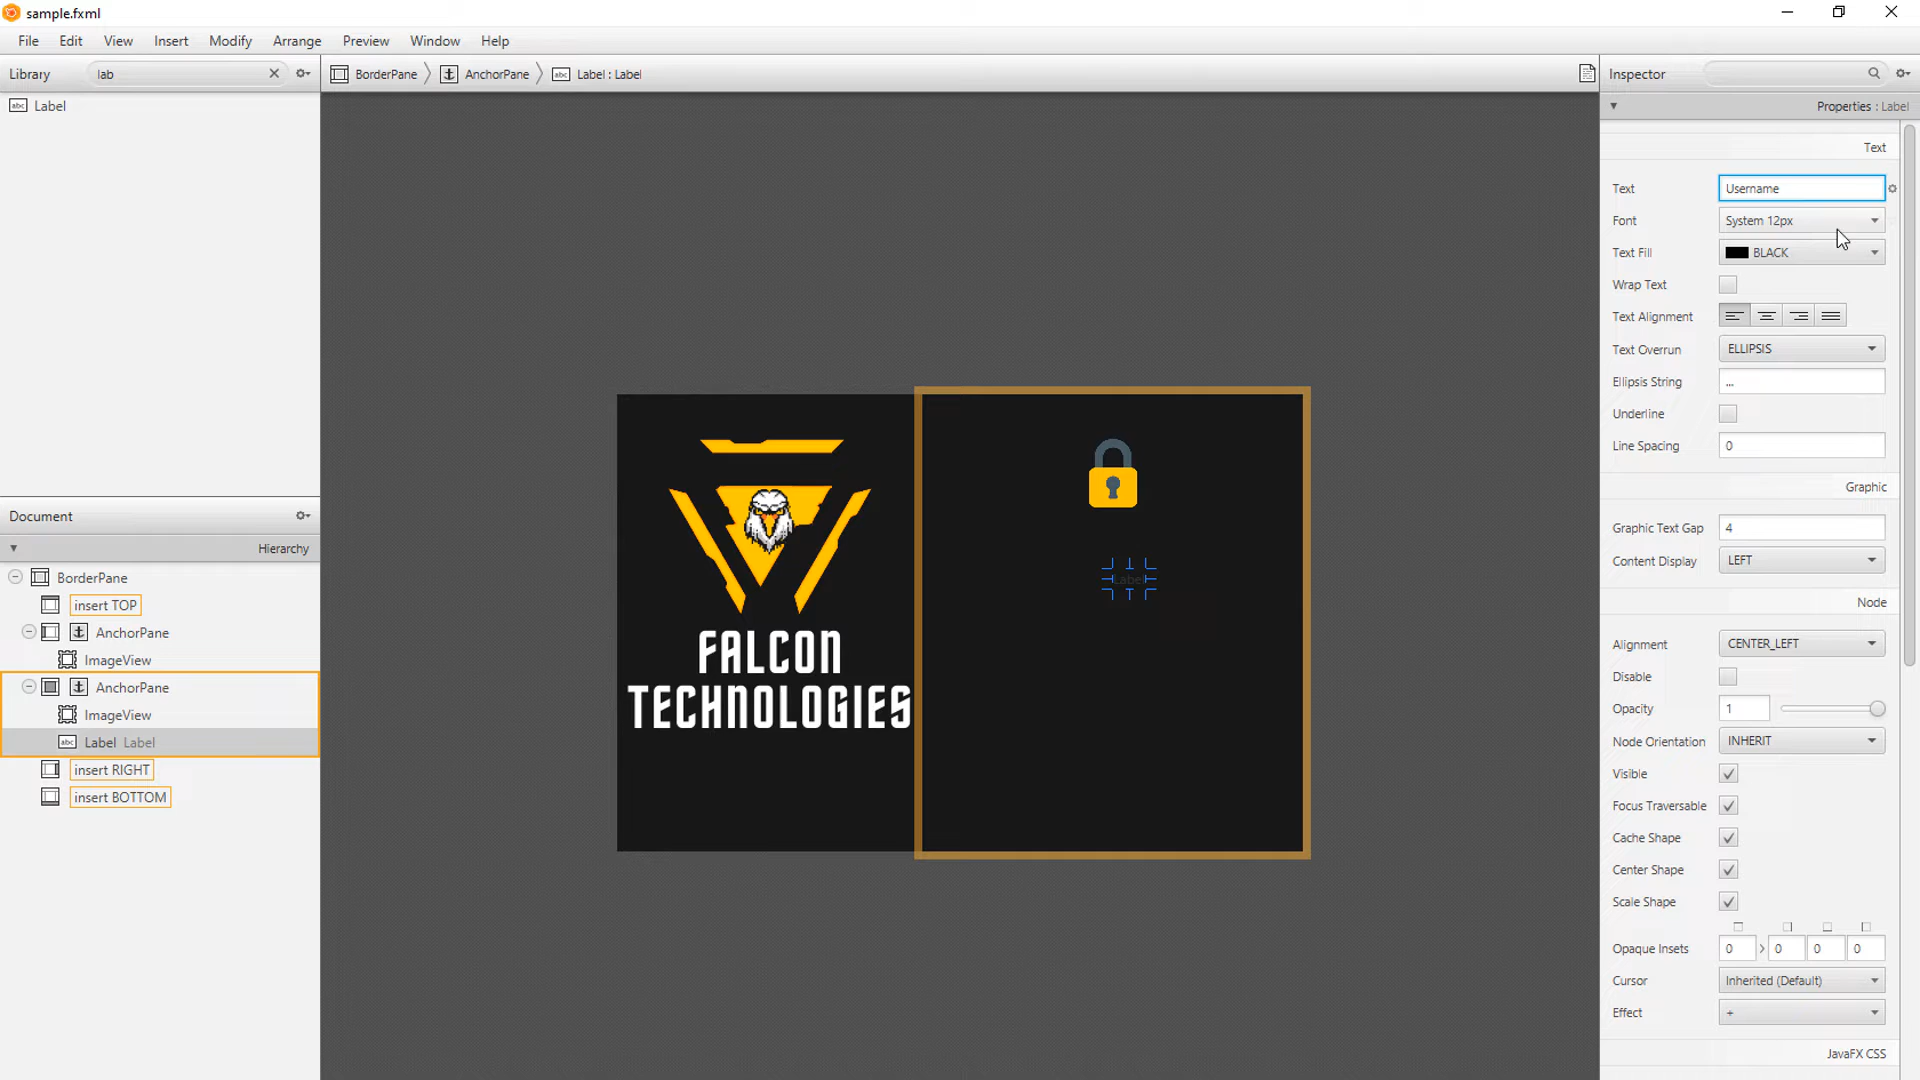 sample.fxml
File Edit View Insert Modify Arrange Preview Window Help
Library lab
Label
BorderPane AnchorPane abc Label : Label
Inspector
Properties : Label
Text
Text Username
Font System 12px
Text Fill BLACK
Wrap Text
Text Alignment
Text Overrun ELLIPSIS
Ellipsis String ...
Underline
Line Spacing 0
Graphic
Graphic Text Gap 4
Content Display LEFT
Node
Alignment CENTER_LEFT
Disable
Opacity 1
Node Orientation INHERIT
Visible
Focus Traversable
Cache Shape
Center Shape
Scale Shape
Opaque Insets 0 0 0 0
Cursor Inherited (Default)
Effect +
JavaFX CSS
FALCON
TECHNOLOGIES
Label
Document
Hierarchy
BorderPane
insert TOP
AnchorPane
ImageView
AnchorPane
ImageView
abc Label Label
insert RIGHT
insert BOTTOM